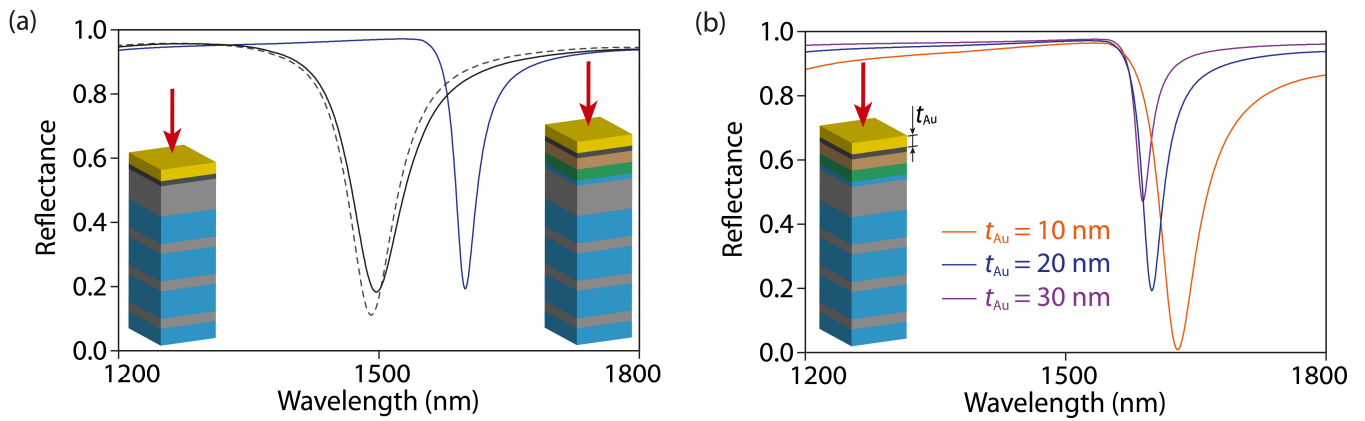 (a)
1.0
0.8
0.6
0.4
0.2
0.0
Reflectance
1200
1500
1800
Wavelength (nm)
(b)
1.0
0.8
0.6
0.4
0.2
0.0
Reflectance
tAu
tAu = 10 nm
tAu = 20 nm
tAu = 30 nm
1200
1500
1800
Wavelength (nm)